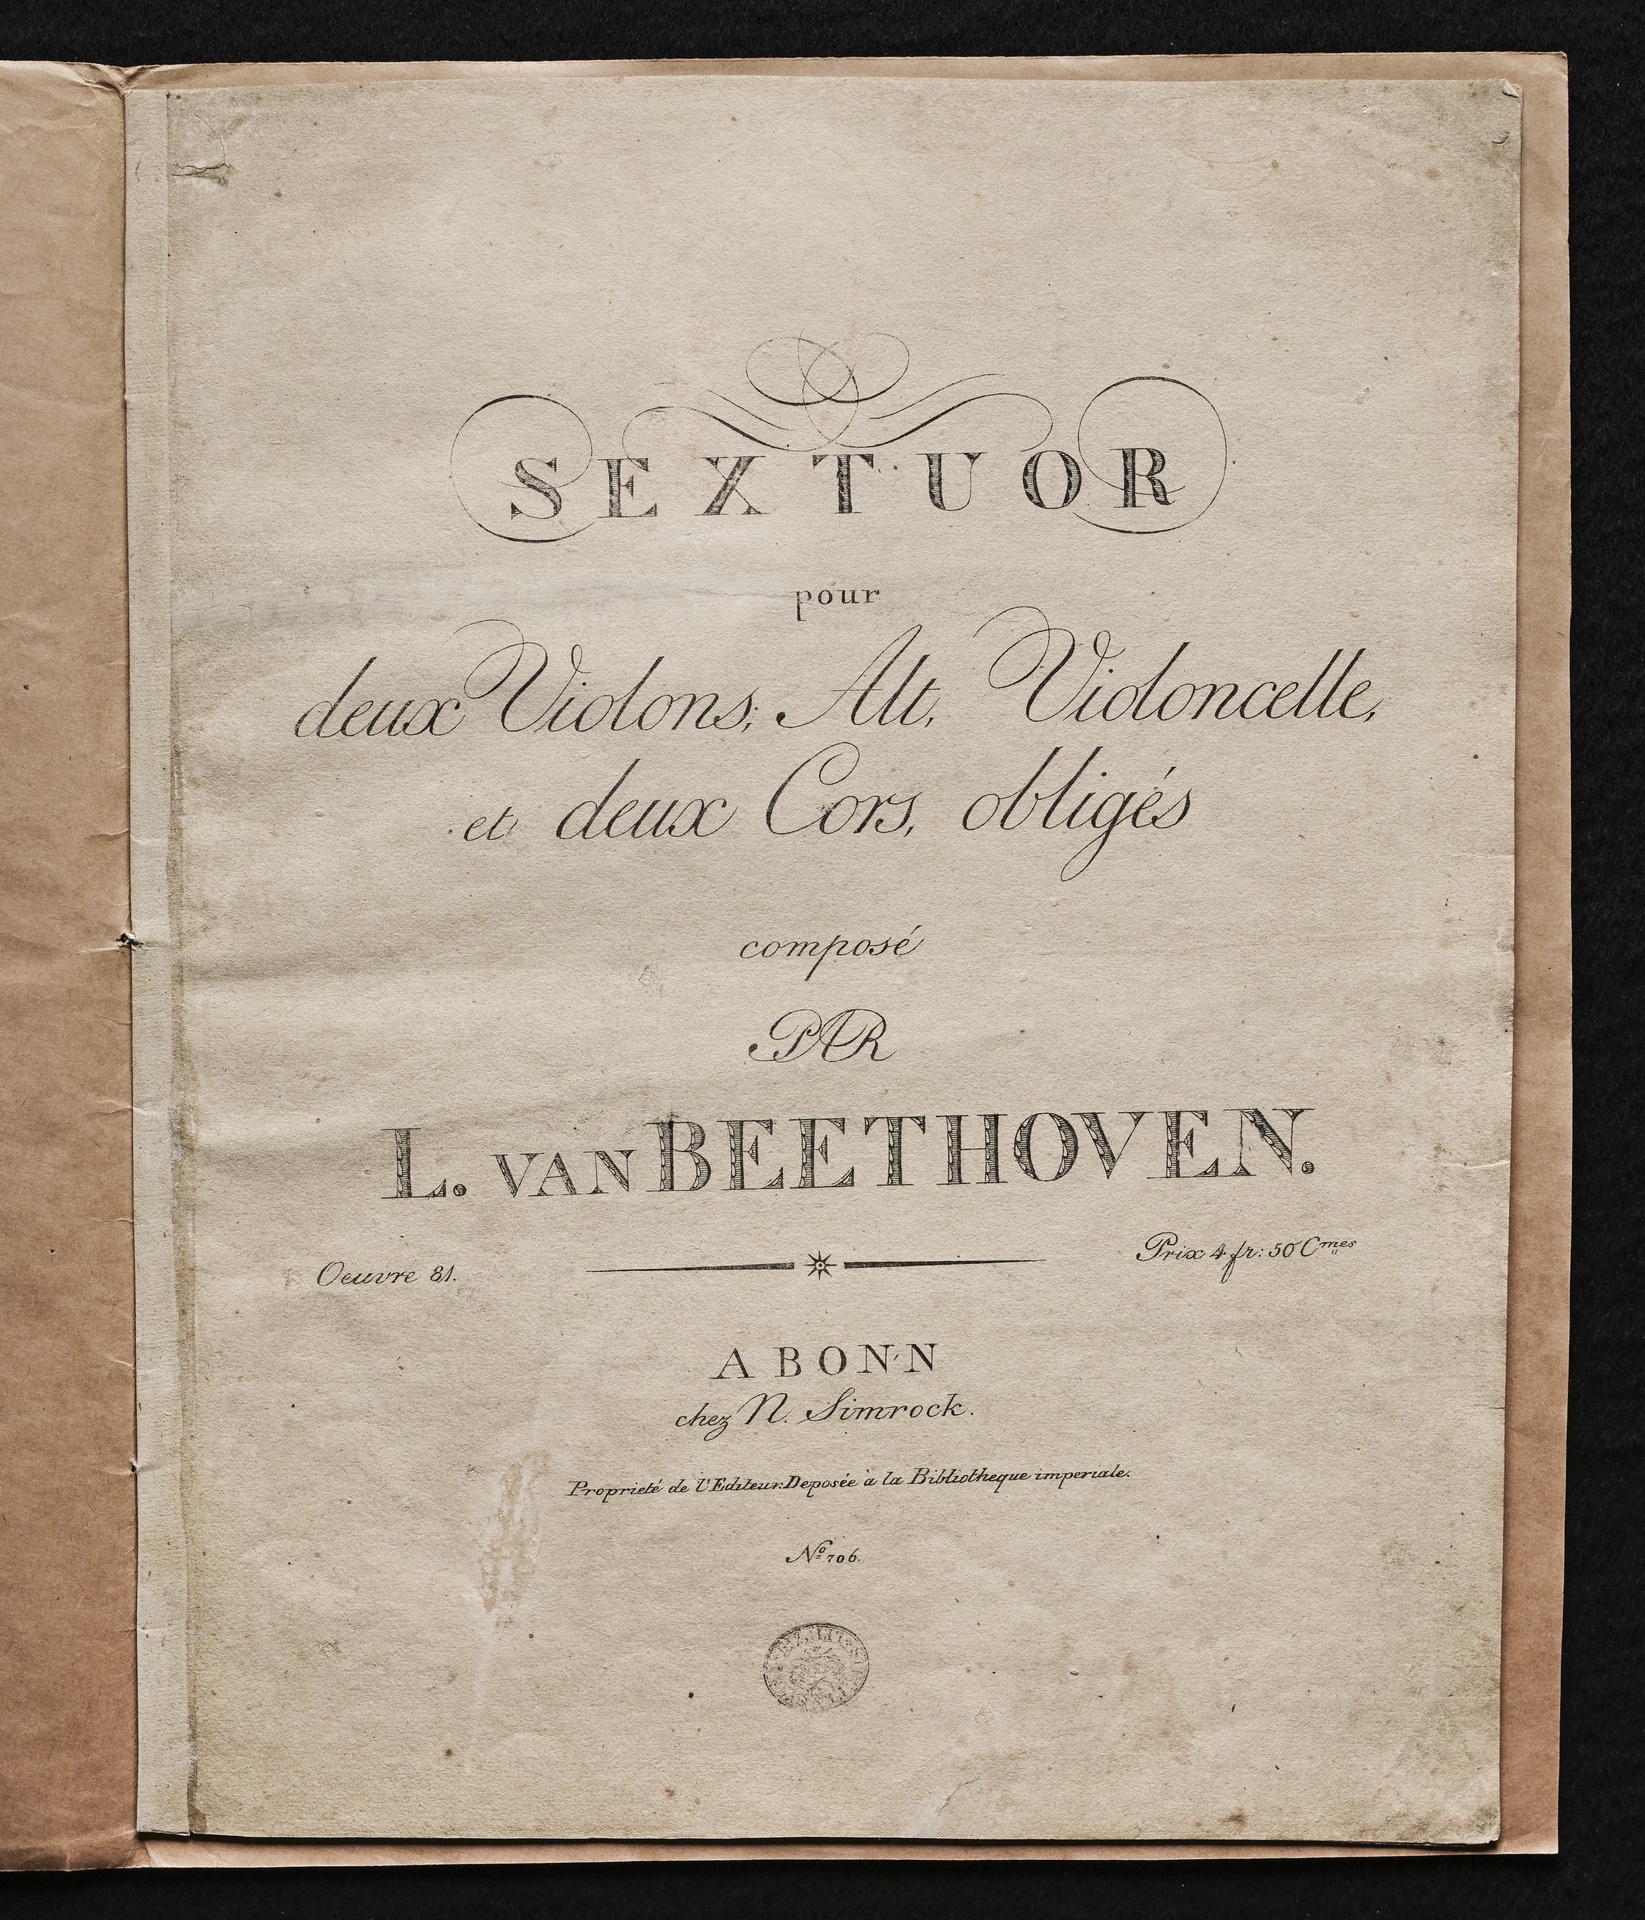 SEXTUOR
pour
deux Violons, Alt, Violoncelle,
et deux Cors, obligés
composé
PAR
L. VAN BEETHOVEN.
Oeuvre 81.
Prix 4 fr: 50 Cmes
A BONN
chez N. Simrock.
Proprieté de l'Editeur. Deposée à la Bibliotheque imperiale.
No 706.